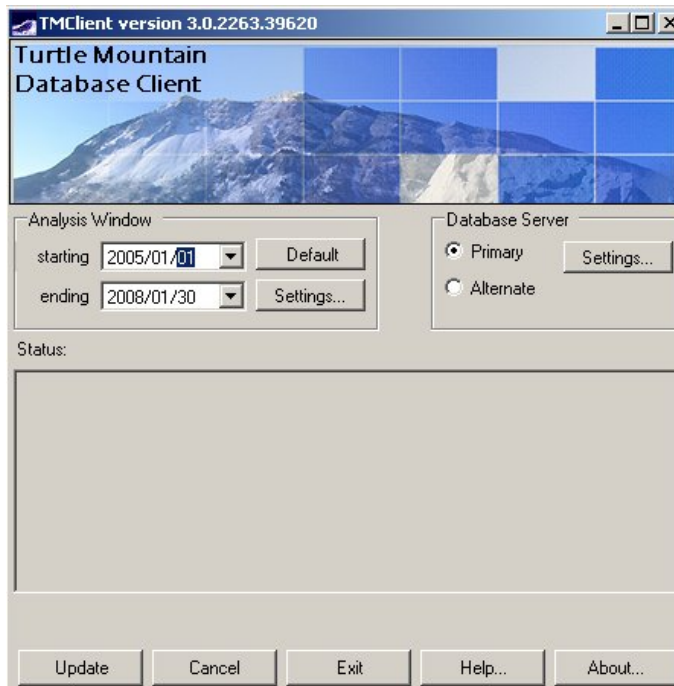 TMClient version 3.0.2263.39620
Turtle Mountain
Database Client
Analysis Window
starting 2005/01/01 Default
ending 2008/01/30 Settings...
Database Server
Primary Settings...
Alternate
Status:
Update Cancel Exit Help... About...